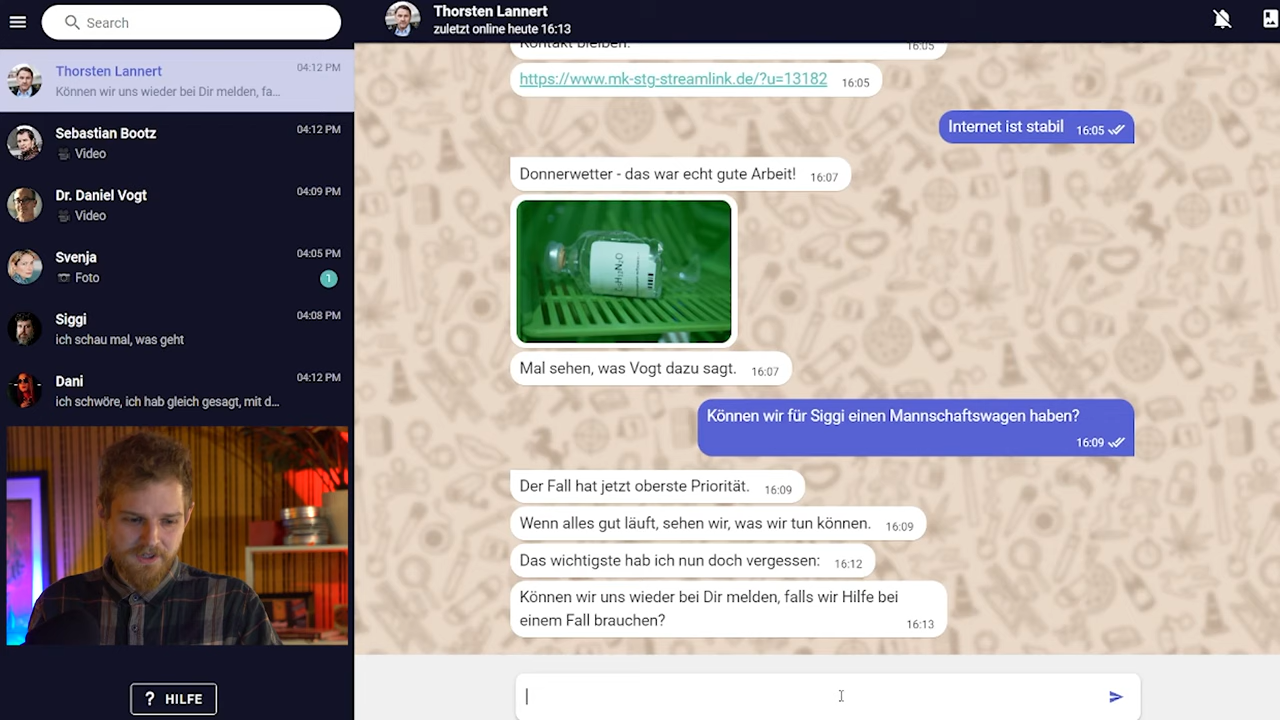 Search
Thorsten Lannert
04:12 PM
Können wir uns wieder bei Dir melden, fa...
Sebastian Bootz
04:12 PM
Video
Dr. Daniel Vogt
04:09 PM
Video
Svenja
04:05 PM
Foto
1
Siggi
04:08 PM
ich schau mal, was geht
Dani
04:12 PM
ich schwöre, ich hab gleich gesagt, mit d...
? HILFE
Thorsten Lannert
zuletzt online heute 16:13
Kontakt bleiben.
16:05
https://www.mk-stg-streamlink.de/?u=13182
16:05
Internet ist stabil
16:05
Donnerwetter - das war echt gute Arbeit!
16:07
Mal sehen, was Vogt dazu sagt.
16:07
Können wir für Siggi einen Mannschaftswagen haben?
16:09
Der Fall hat jetzt oberste Priorität.
16:09
Wenn alles gut läuft, sehen wir, was wir tun können.
16:09
Das wichtigste hab ich nun doch vergessen:
16:12
Können wir uns wieder bei Dir melden, falls wir Hilfe bei
einem Fall brauchen?
16:13